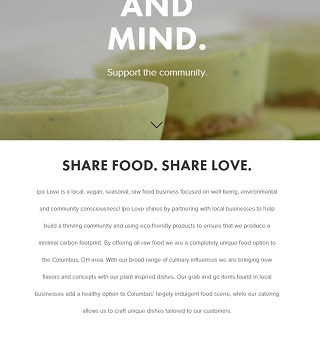 AND
MIND.
Support the community.
SHARE FOOD. SHARE LOVE.
Ipo Love is a local, vegan, seasonal, raw food business focused on well being, environmental
and community consciousness! Ipo Love shines by partnering with local businesses to help
build a thriving community and using eco-friendly products to ensure that we produce a
minimal carbon footprint. By offering all raw food we are a completely unique food option to
the Columbus, OH area. With our broad range of culinary influences we are bringing new
flavors and concepts with our plant inspired dishes. Our grab and go items found in local
businesses add a healthy option to Columbus' largely indulgent food scene, while our catering
allows us to craft unique dishes tailored to our customers.